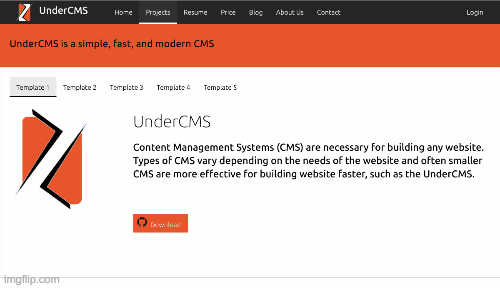 UnderCMS Home Projects Resume Price Blog About Us Contact Login
UnderCMS is a simple, fast, and modern CMS
Template 1 Template 2 Template 3 Template 4 Template 5
UnderCMS
Content Management Systems (CMS) are necessary for building any website.
Types of CMS vary depending on the needs of the website and often smaller
CMS are more effective for building website faster, such as the UnderCMS.
Download
imgflip.com